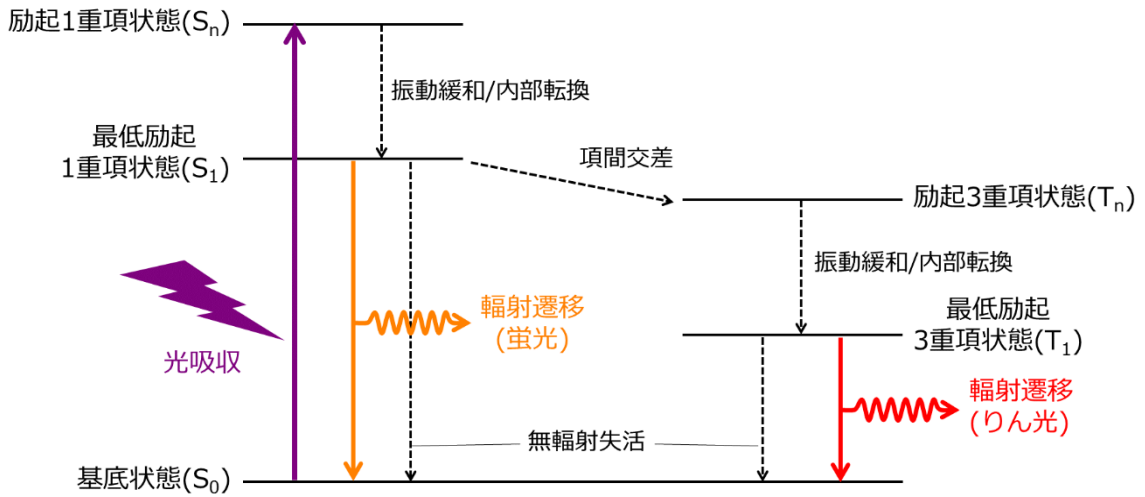 励起1重項状態(Sn)
振動緩和/内部転換
最低励起
1重項状態(S1)
項間交差
励起3重項状態(Tn)
振動緩和/内部転換
光吸収
輻射遷移
(蛍光)
最低励起
3重項状態(T1)
輻射遷移
(りん光)
無輻射失活
基底状態(S0)